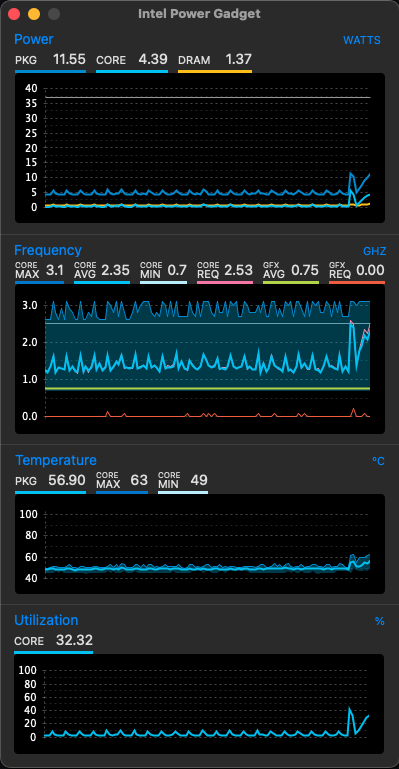 Intel Power Gadget
Power WATTS
PKG 11.55 CORE 4.39 DRAM 1.37
40
35
30
25
20
15
10
5
0
Frequency GHZ
CORE MAX 3.1 CORE AVG 2.35 CORE MIN 0.7 CORE REQ 2.53 GFX AVG 0.75 GFX REQ 0.00
3.0
2.0
1.0
0.0
Temperature °C
PKG 56.90 CORE MAX 63 CORE MIN 49
100
80
60
40
Utilization %
CORE 32.32
100
80
60
40
20
0